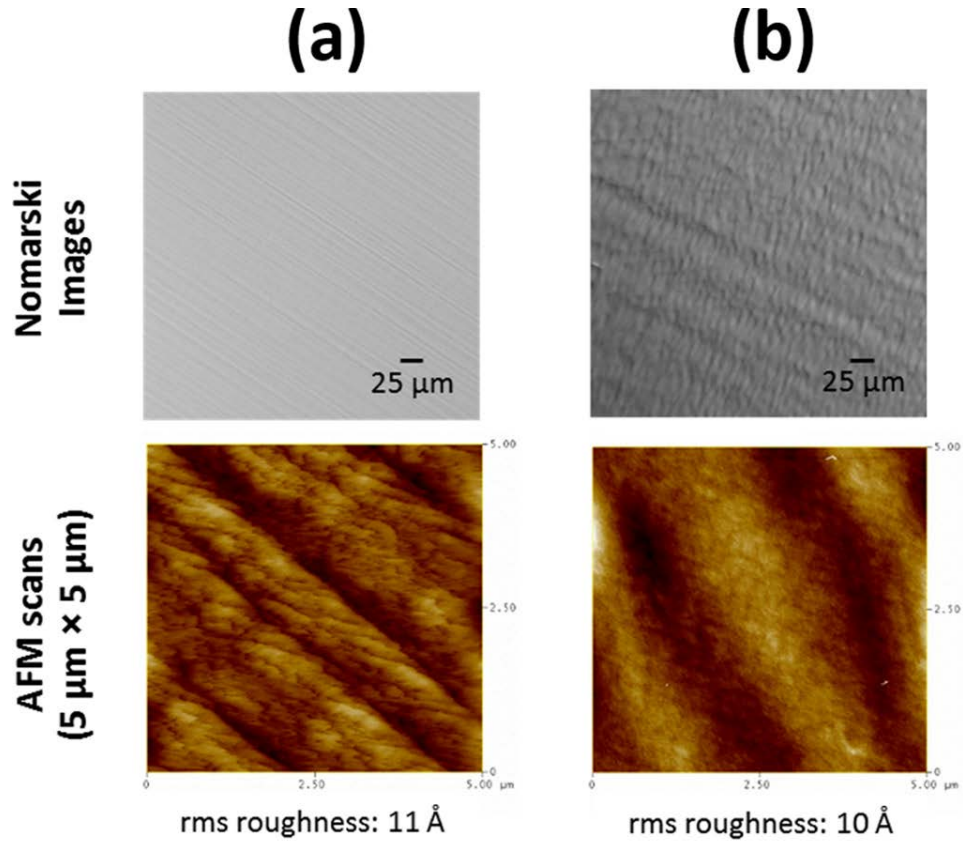 (a)
(b)
Nomarski
Images
25 µm
25 µm
AFM scans
(5 µm × 5 µm)
5.00
2.50
0
0
2.50
5.00 µm
5.00
2.50
0
0
2.50
5.00 µm
rms roughness: 11 Å
rms roughness: 10 Å